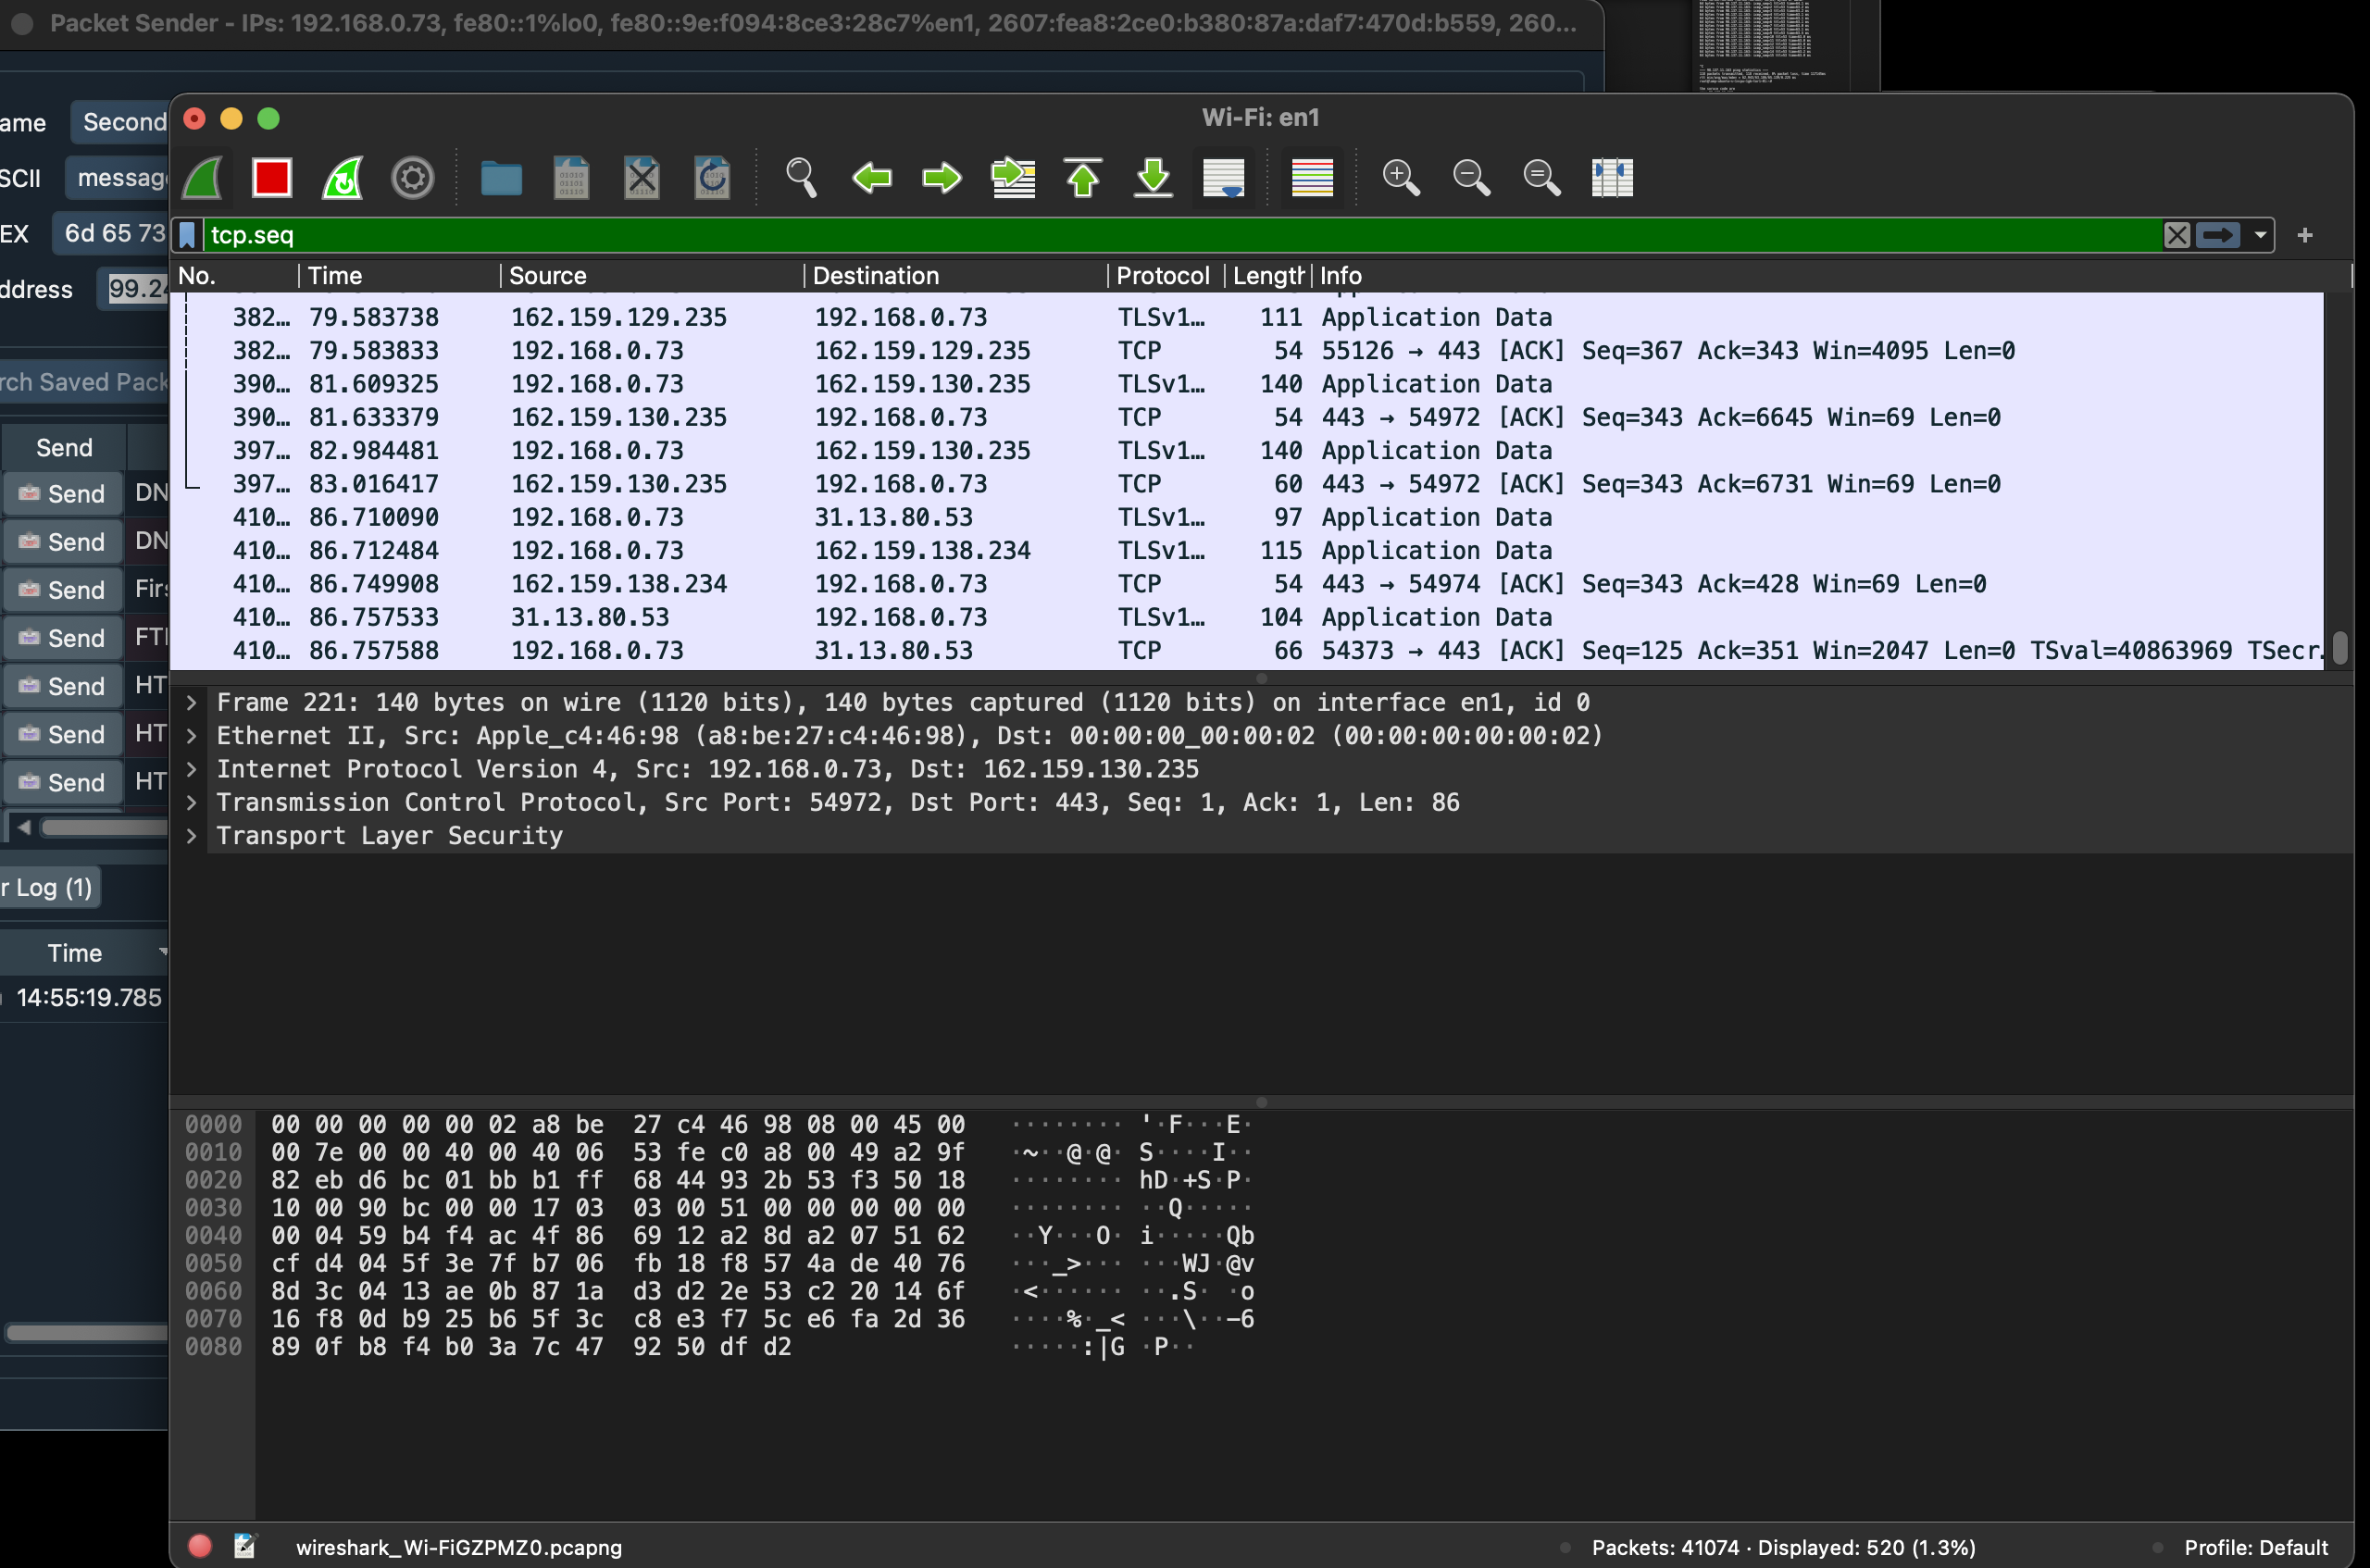 Packet Sender - IPs: 192.168.0.73, fe80::1%lo0, fe80::9e:f094:8ce3:28c7%en1, 2607:fea8:2ce0:b380:87a:daf7:470d:b559, 260...
ame Second
SCII message
EX 6d 65 73
ddress 99.24
rch Saved Pack
Send
Send DN
Send DN
Send Firs
Send FTI
Send HT
Send HT
Send HT
r Log (1)
Time
14:55:19.785
Wi-Fi: en1
tcp.seq
No. Time Source Destination Protocol Length Info
382… 79.583738 162.159.129.235 192.168.0.73 TLSv1… 111 Application Data
382… 79.583833 192.168.0.73 162.159.129.235 TCP 54 55126 → 443 [ACK] Seq=367 Ack=343 Win=4095 Len=0
390… 81.609325 192.168.0.73 162.159.130.235 TLSv1… 140 Application Data
390… 81.633379 162.159.130.235 192.168.0.73 TCP 54 443 → 54972 [ACK] Seq=343 Ack=6645 Win=69 Len=0
397… 82.984481 192.168.0.73 162.159.130.235 TLSv1… 140 Application Data
397… 83.016417 162.159.130.235 192.168.0.73 TCP 60 443 → 54972 [ACK] Seq=343 Ack=6731 Win=69 Len=0
410… 86.710090 192.168.0.73 31.13.80.53 TLSv1… 97 Application Data
410… 86.712484 192.168.0.73 162.159.138.234 TLSv1… 115 Application Data
410… 86.749908 162.159.138.234 192.168.0.73 TCP 54 443 → 54974 [ACK] Seq=343 Ack=428 Win=69 Len=0
410… 86.757533 31.13.80.53 192.168.0.73 TLSv1… 104 Application Data
410… 86.757588 192.168.0.73 31.13.80.53 TCP 66 54373 → 443 [ACK] Seq=125 Ack=351 Win=2047 Len=0 TSval=40863969 TSecr.
Frame 221: 140 bytes on wire (1120 bits), 140 bytes captured (1120 bits) on interface en1, id 0
Ethernet II, Src: Apple_c4:46:98 (a8:be:27:c4:46:98), Dst: 00:00:00_00:00:02 (00:00:00:00:00:02)
Internet Protocol Version 4, Src: 192.168.0.73, Dst: 162.159.130.235
Transmission Control Protocol, Src Port: 54972, Dst Port: 443, Seq: 1, Ack: 1, Len: 86
Transport Layer Security
0000 00 00 00 00 00 02 a8 be 27 c4 46 98 08 00 45 00 ········ '·F···E·
0010 00 7e 00 00 40 00 40 06 53 fe c0 a8 00 49 a2 9f ·~··@·@· S····I··
0020 82 eb d6 bc 01 bb b1 ff 68 44 93 2b 53 f3 50 18 ········ hD·+S·P·
0030 10 00 90 bc 00 00 17 03 03 00 51 00 00 00 00 00 ········ ··Q·····
0040 00 04 59 b4 f4 ac 4f 86 69 12 a2 8d a2 07 51 62 ··Y···O· i·····Qb
0050 cf d4 04 5f 3e 7f b7 06 fb 18 f8 57 4a de 40 76 ···_>··· ···WJ·@v
0060 8d 3c 04 13 ae 0b 87 1a d3 d2 2e 53 c2 20 14 6f ·<······ ··.S· ·o
0070 16 f8 0d b9 25 b6 5f 3c c8 e3 f7 5c e6 fa 2d 36 ····%·_< ···\··-6
0080 89 0f b8 f4 b0 3a 7c 47 92 50 df d2 ·····:|G ·P··
wireshark_Wi-FiGZPMZ0.pcapng Packets: 41074 · Displayed: 520 (1.3%) Profile: Default